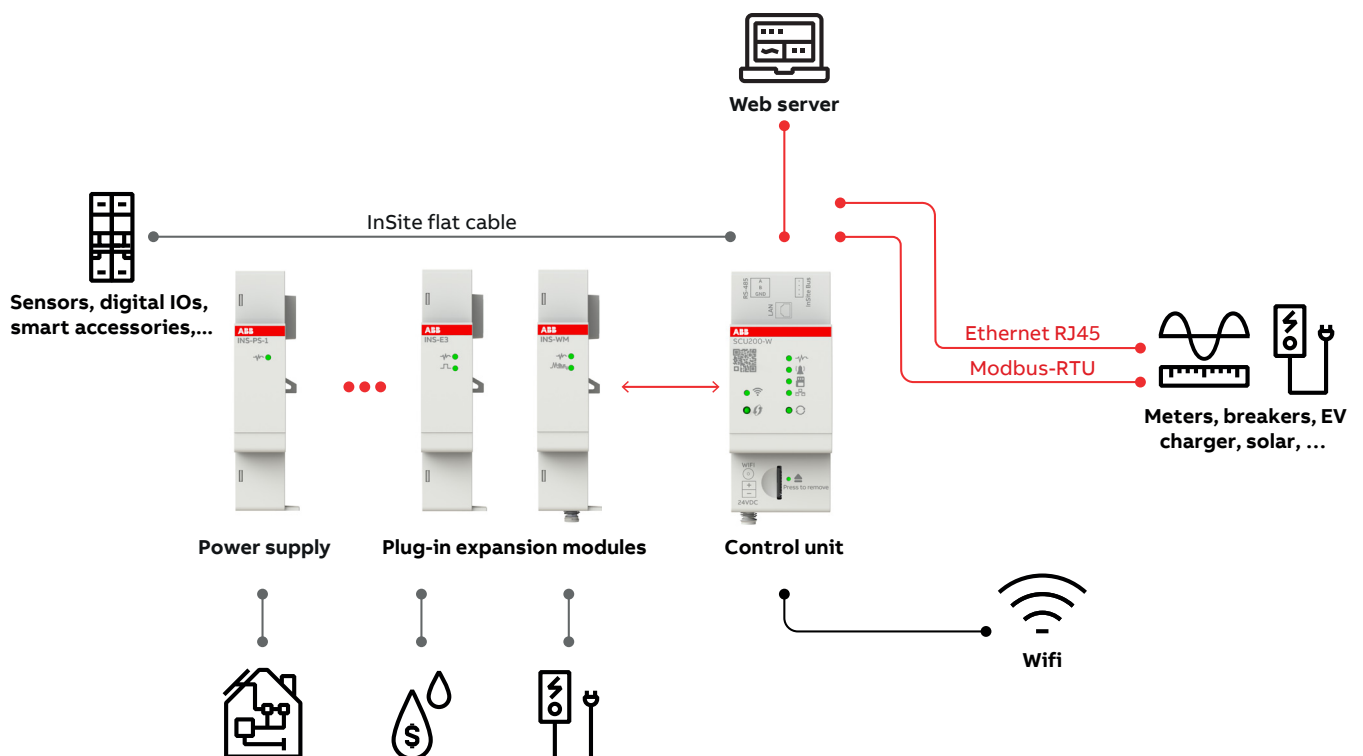 Web server
InSite flat cable
Sensors, digital IOs,
smart accessories,...
ABB
INS-PS-1
ABB
INS-E3
ABB
INS-WM
RS-485
A
B
GND
LAN
InSite Bus
ABB
SCU200-W
WIFI
+
-
24VDC
Press to remove
Ethernet RJ45
Modbus-RTU
Meters, breakers, EV
charger, solar, ...
Power supply
Plug-in expansion modules
Control unit
Wifi
$